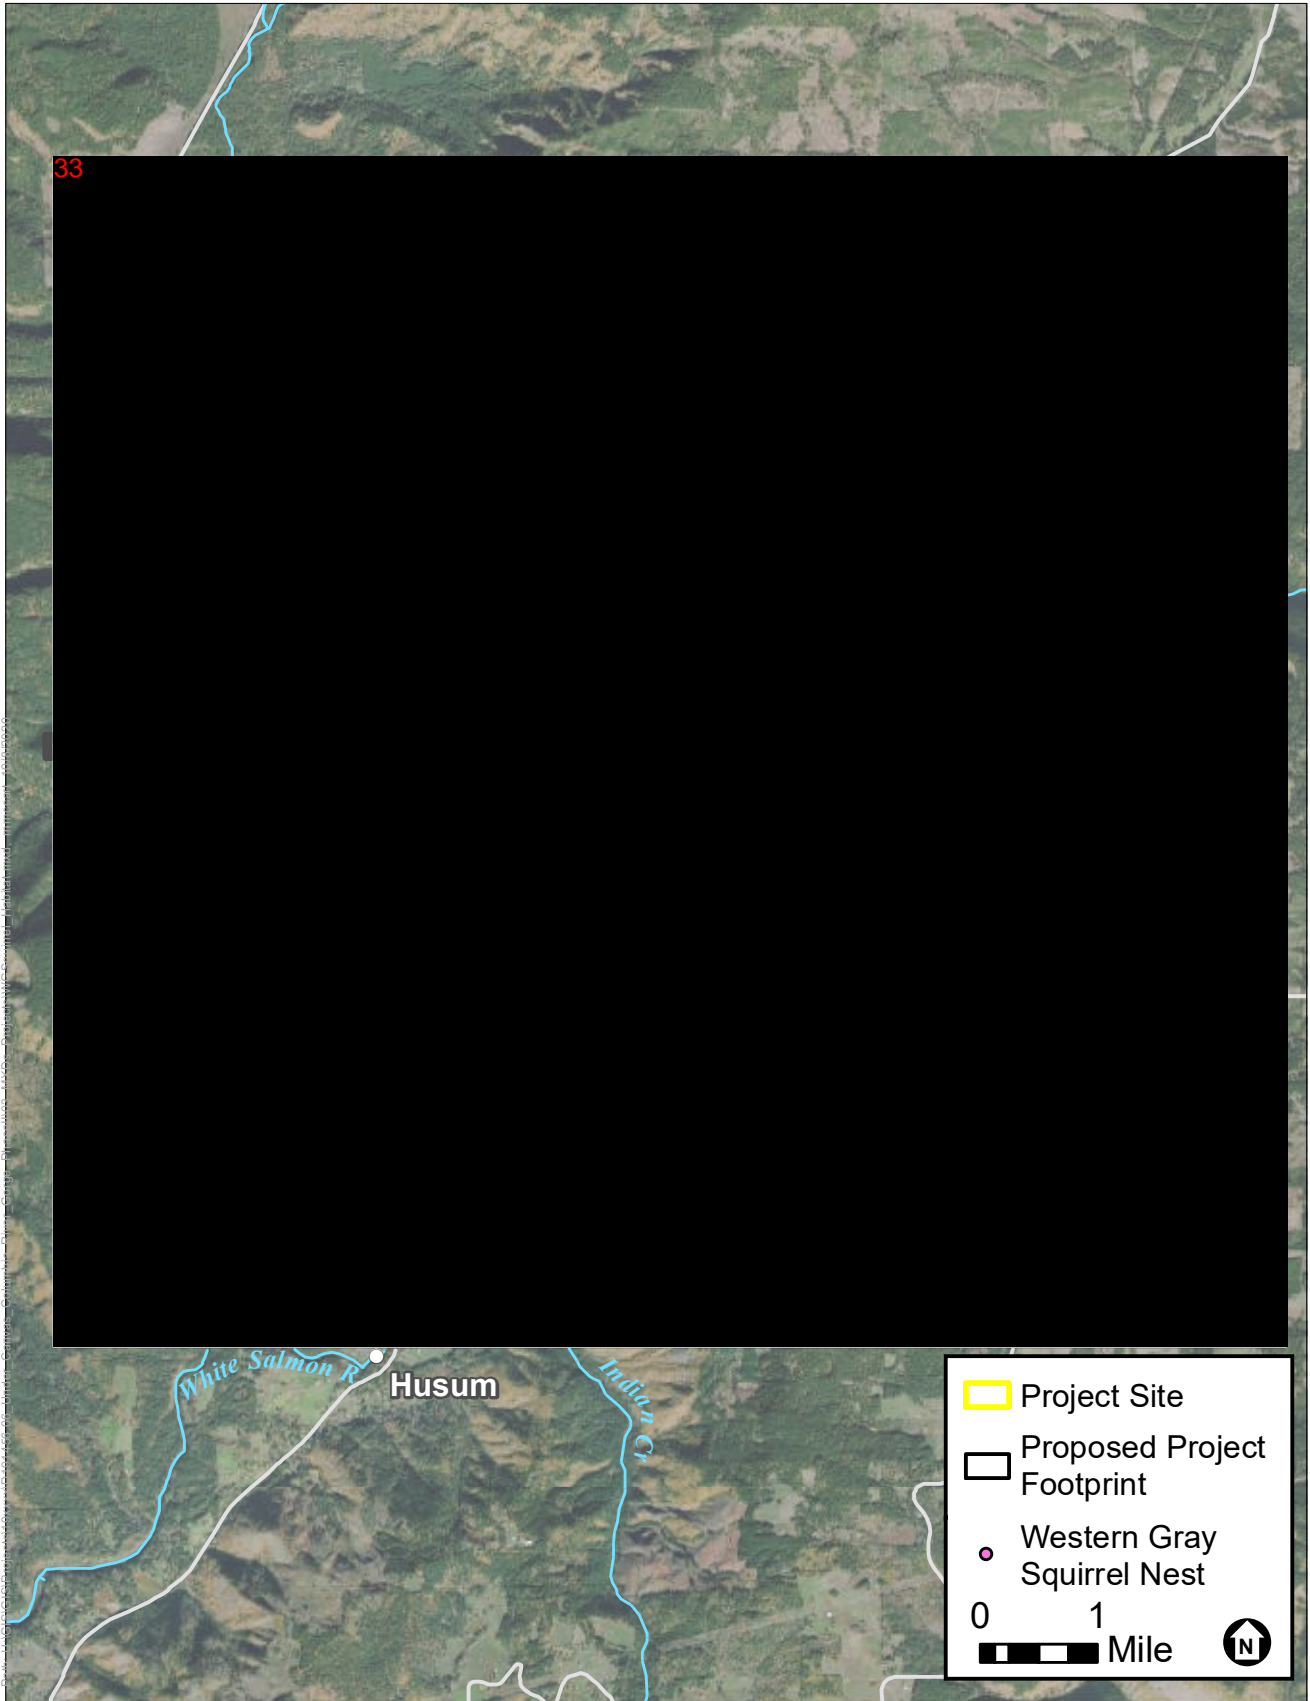 33
White Salmon R
Husum
Indian Cr
Project Site
Proposed Project
Footprint
Western Gray
Squirrel Nest
0 1
Mile
N